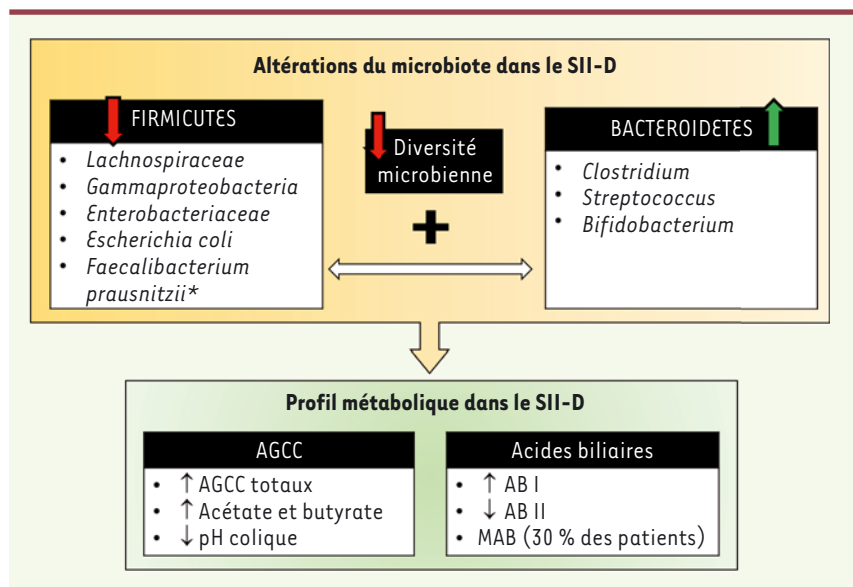 Altérations du microbiote dans le SII-D
FIRMICUTES
• Lachnospiraceae
• Gammaproteobacteria
• Enterobacteriaceae
• Escherichia coli
• Faecalibacterium
prausnitzii*
Diversité
microbienne
+
BACTEROIDETES
• Clostridium
• Streptococcus
• Bifidobacterium
Profil métabolique dans le SII-D
AGCC
• ↑ AGCC totaux
• ↑ Acétate et butyrate
• ↓ pH colique
Acides biliaires
• ↑ AB I
• ↓ AB II
• MAB (30 % des patients)